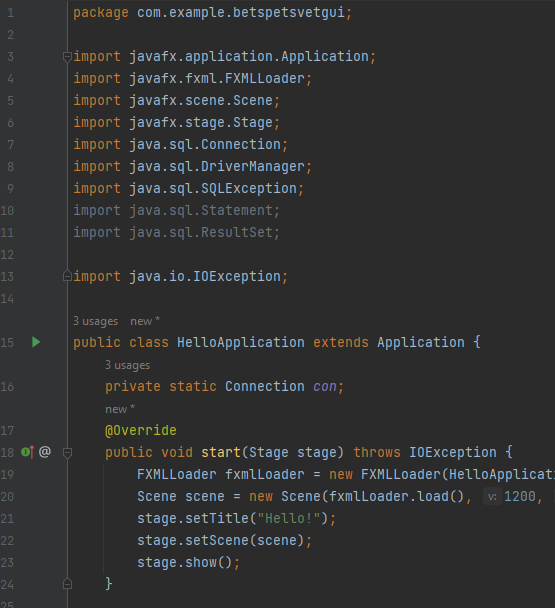 1 package com.example.betspetsvetgui;
2
3 import javafx.application.Application;
4 import javafx.fxml.FXMLLoader;
5 import javafx.scene.Scene;
6 import javafx.stage.Stage;
7 import java.sql.Connection;
8 import java.sql.DriverManager;
9 import java.sql.SQLException;
10 import java.sql.Statement;
11 import java.sql.ResultSet;
12
13 import java.io.IOException;
14
3 usages new *
15 public class HelloApplication extends Application {
3 usages
16 private static Connection con;
new *
17 @Override
18 @ public void start(Stage stage) throws IOException {
19 FXMLLoader fxmlLoader = new FXMLLoader(HelloApplicati
20 Scene scene = new Scene(fxmlLoader.load(), v: 1200,
21 stage.setTitle("Hello!");
22 stage.setScene(scene);
23 stage.show();
24 }
25